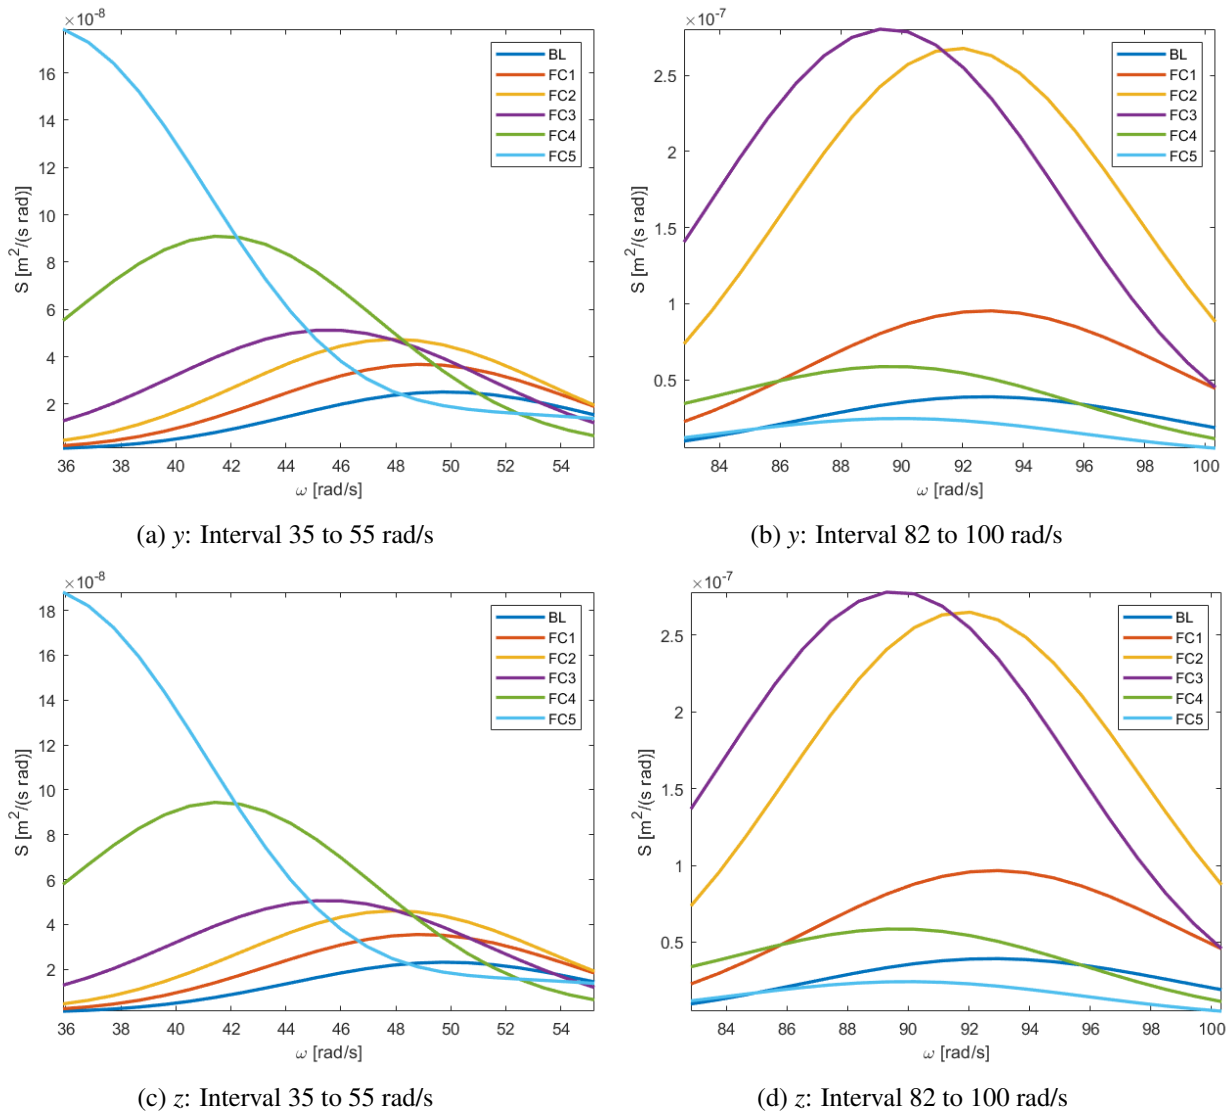 ×10⁻⁸
S [m²/(s rad)]
16
14
12
10
8
6
4
2
BL
FC1
FC2
FC3
FC4
FC5
36 38 40 42 44 46 48 50 52 54
ω [rad/s]
(a) y: Interval 35 to 55 rad/s
×10⁻⁷
S [m²/(s rad)]
2.5
2
1.5
1
0.5
BL
FC1
FC2
FC3
FC4
FC5
84 86 88 90 92 94 96 98 100
ω [rad/s]
(b) y: Interval 82 to 100 rad/s
×10⁻⁸
S [m²/(s rad)]
18
16
14
12
10
8
6
4
2
BL
FC1
FC2
FC3
FC4
FC5
36 38 40 42 44 46 48 50 52 54
ω [rad/s]
(c) z: Interval 35 to 55 rad/s
×10⁻⁷
S [m²/(s rad)]
2.5
2
1.5
1
0.5
BL
FC1
FC2
FC3
FC4
FC5
84 86 88 90 92 94 96 98 100
ω [rad/s]
(d) z: Interval 82 to 100 rad/s